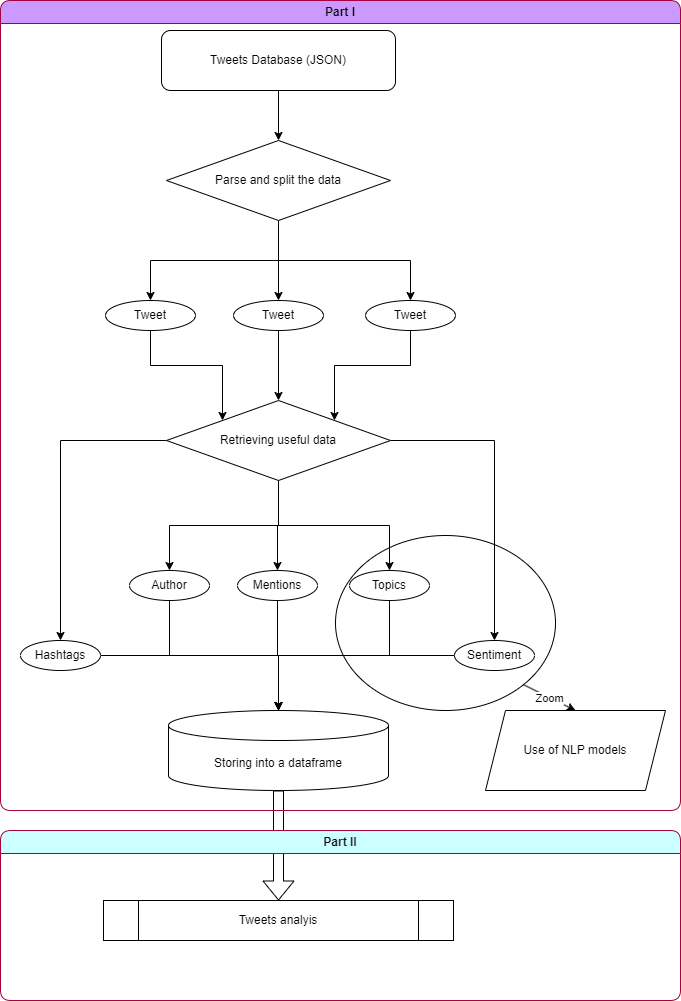 Part I
Tweets Database (JSON)
Parse and split the data
Tweet
Tweet
Tweet
Retrieving useful data
Author
Mentions
Topics
Hashtags
Sentiment
Zoom
Storing into a dataframe
Use of NLP models
Part II
Tweets analyis